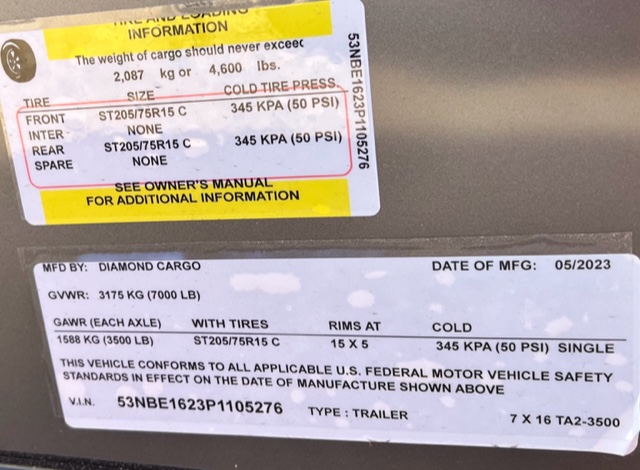 TIRE AND LOADING
INFORMATION
The weight of cargo should never exceec
2,087 kg or 4,600 lbs.
TIRE SIZE COLD TIRE PRESS.
FRONT ST205/75R15 C 345 KPA (50 PSI)
INTER NONE
REAR ST205/75R15 C 345 KPA (50 PSI)
SPARE NONE
SEE OWNER'S MANUAL
FOR ADDITIONAL INFORMATION
53NBE1623P1105276
MFD BY: DIAMOND CARGO DATE OF MFG: 05/2023
GVWR: 3175 KG (7000 LB)
GAWR (EACH AXLE) WITH TIRES RIMS AT COLD
1588 KG (3500 LB) ST205/75R15 C 15 X 5 345 KPA (50 PSI) SINGLE
THIS VEHICLE CONFORMS TO ALL APPLICABLE U.S. FEDERAL MOTOR VEHICLE SAFETY
STANDARDS IN EFFECT ON THE DATE OF MANUFACTURE SHOWN ABOVE
V.I.N. 53NBE1623P1105276 TYPE : TRAILER 7 X 16 TA2-3500